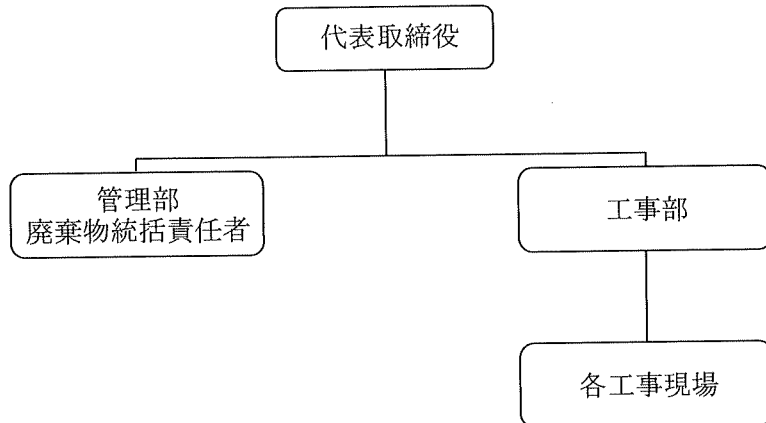 代表取締役
管理部
廃棄物統括責任者
工事部
各工事現場